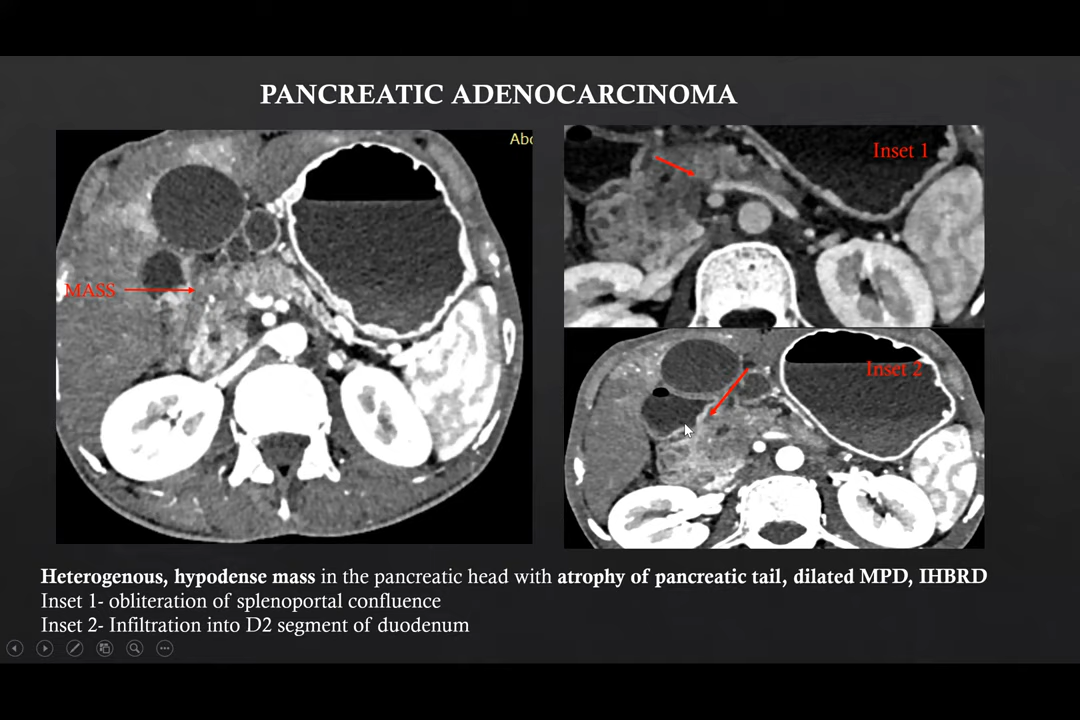 PANCREATIC ADENOCARCINOMA
Abd
MASS
Inset 1
Inset 2
Heterogenous, hypodense mass in the pancreatic head with atrophy of pancreatic tail, dilated MPD, IHBRD
Inset 1- obliteration of splenoportal confluence
Inset 2- Infiltration into D2 segment of duodenum